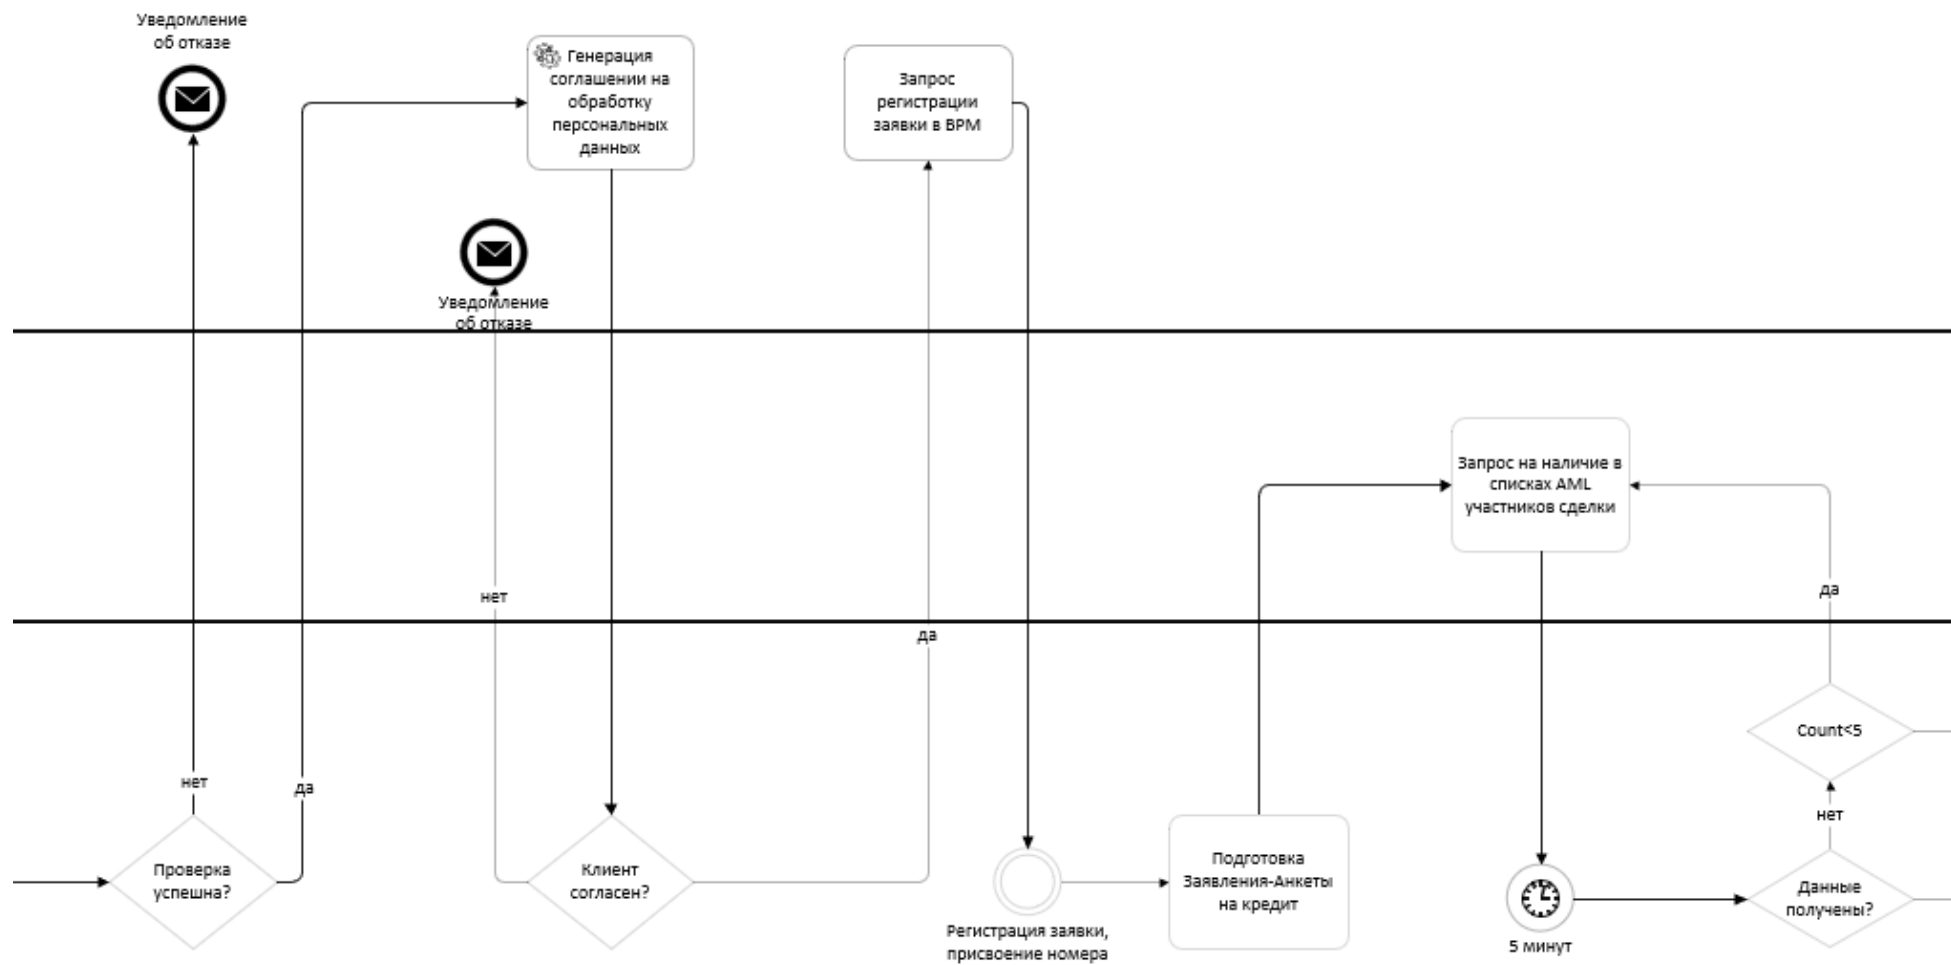 Уведомление
об отказе
Генерация
соглашении на
обработку
персональных
данных
Запрос
регистрации
заявки в BPM
Уведомление
об отказе
Запрос на наличие в
списках AML
участников сделки
нет
да
да
Count<5
нет
да
нет
Проверка
успешна?
Клиент
согласен?
Регистрация заявки,
присвоение номера
Подготовка
Заявления-Анкеты
на кредит
5 минут
Данные
получены?